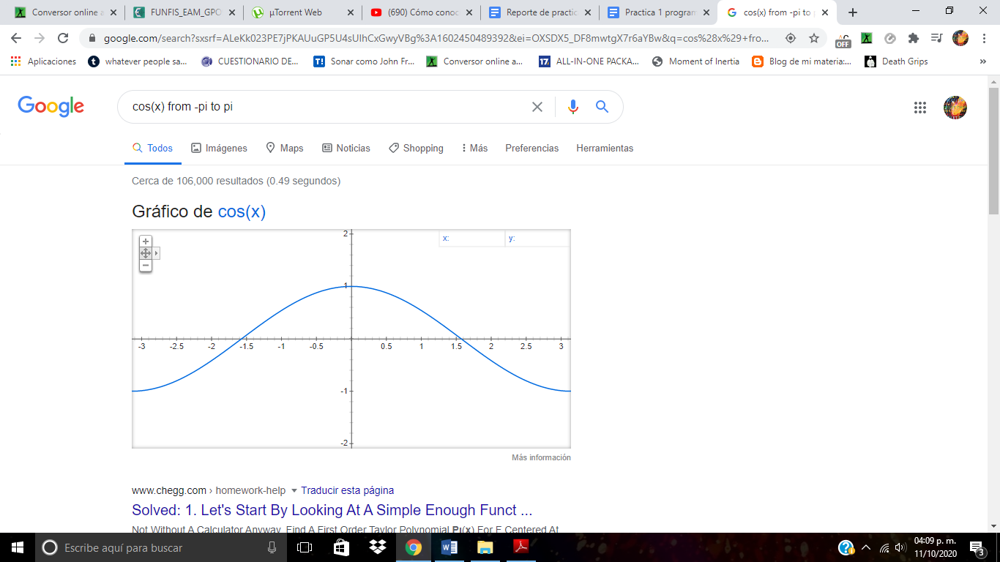 Conversor online a
FUNFIS_EAM_GPO
µTorrent Web
(690) Cómo conoc
Reporte de practic
Practica 1 program
cos(x) from -pi to p
google.com/search?sxsrf=ALeKk023PE7jPKAUuGP5U4sUIhCxGwyVBg%3A1602450489392&ei=OXSDX5_DF8mwtgX7r6aYBw&q=cos%28x%29+fro...
OFF
Aplicaciones
whatever people sa...
CUESTIONARIO DE...
Sonar como John Fr...
Conversor online a...
ALL-IN-ONE PACKA...
Moment of Inertia
Blog de mi materia:...
Death Grips
»
Google
cos(x) from -pi to pi
Todos
Imágenes
Maps
Noticias
Shopping
Más
Preferencias
Herramientas
Cerca de 106,000 resultados (0.49 segundos)
Gráfico de cos(x)
x:
y:
2
1
-3 -2.5 -2 -1.5 -1 -0.5 0.5 1 1.5 2 2.5 3
-1
-2
Más información
www.chegg.com › homework-help Traducir esta página
Solved: 1. Let's Start By Looking At A Simple Enough Funct ...
Not Without A Calculator Anyway. Find A First Order Taylor Polynomial P1(x) For F Centered At
Escribe aquí para buscar
04:09 p. m.
11/10/2020
3